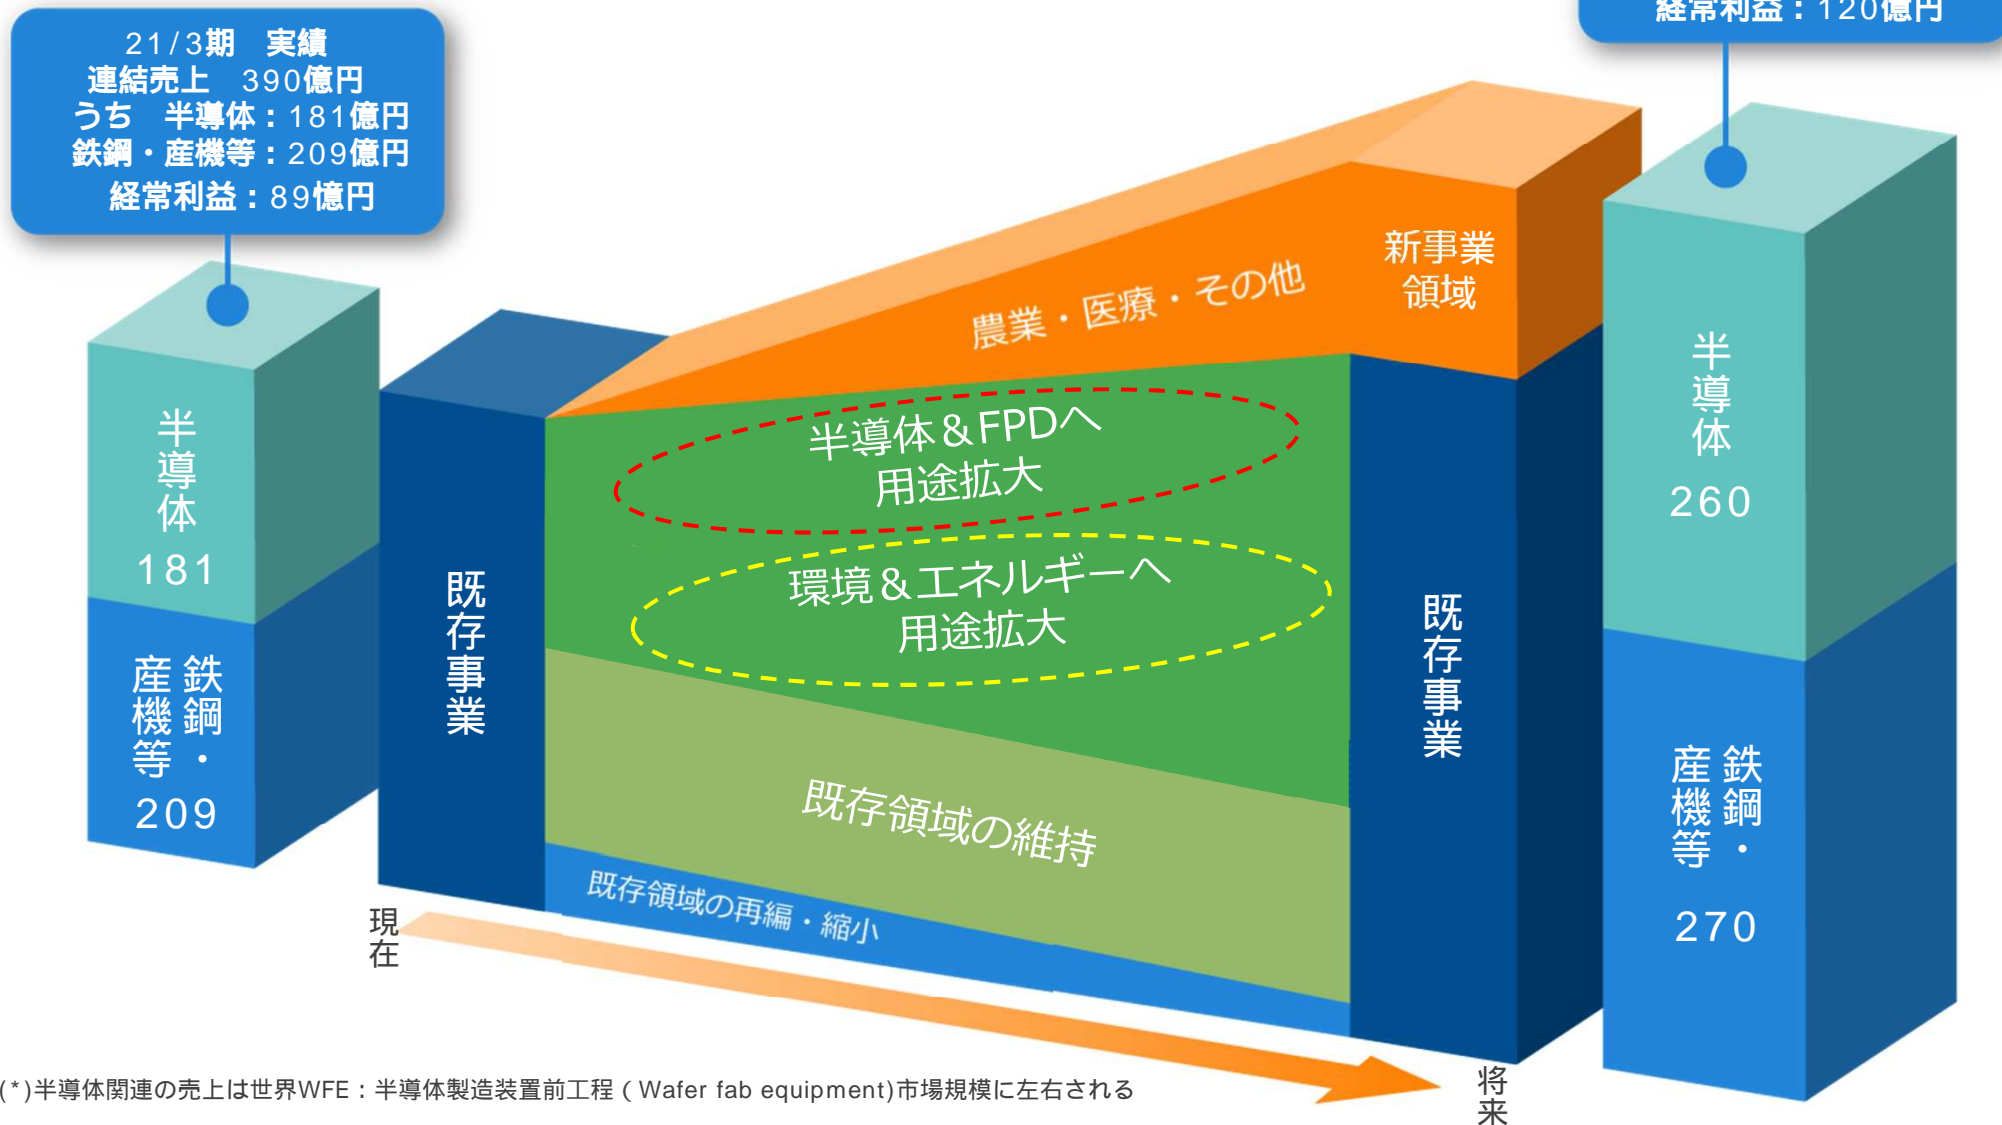 21/3期 実績
連結売上 390億円
うち 半導体：181億円
鉄鋼・産機等：209億円
経常利益：89憶円
経常利益：120億円
半導体
181
鉄鋼・
産機等
209
既存事業
農業・医療・その他
新事業
領域
半導体＆FPDへ
用途拡大
環境＆エネルギーへ
用途拡大
既存領域の維持
既存領域の再編・縮小
既存事業
半導体
260
鉄鋼・
産機等
270
現在
将来
(*)半導体関連の売上は世界WFE：半導体製造装置前工程（Wafer fab equipment)市場規模に左右される